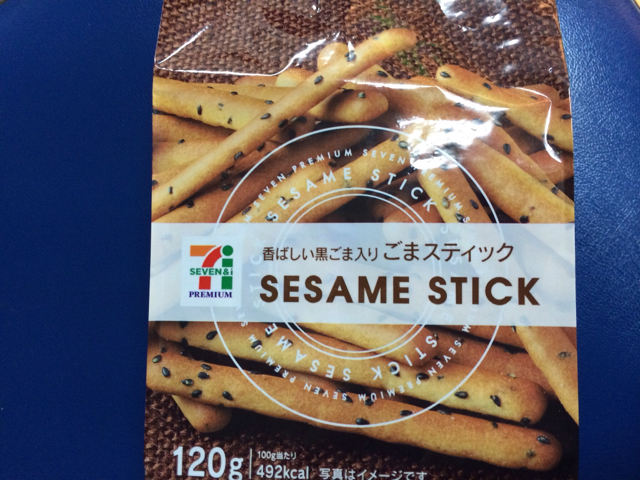 SEVEN PREMIUM SEVEN PREMIUM
SESAME STICK
7i
SEVEN&i
PREMIUM
香ばしい黒ごま入り ごまスティック
SESAME STICK
STICK SESAME
SEVEN PREMIUM SEVEN PREMIUM
120g
100g当たり
492kcal
写真はイメージです